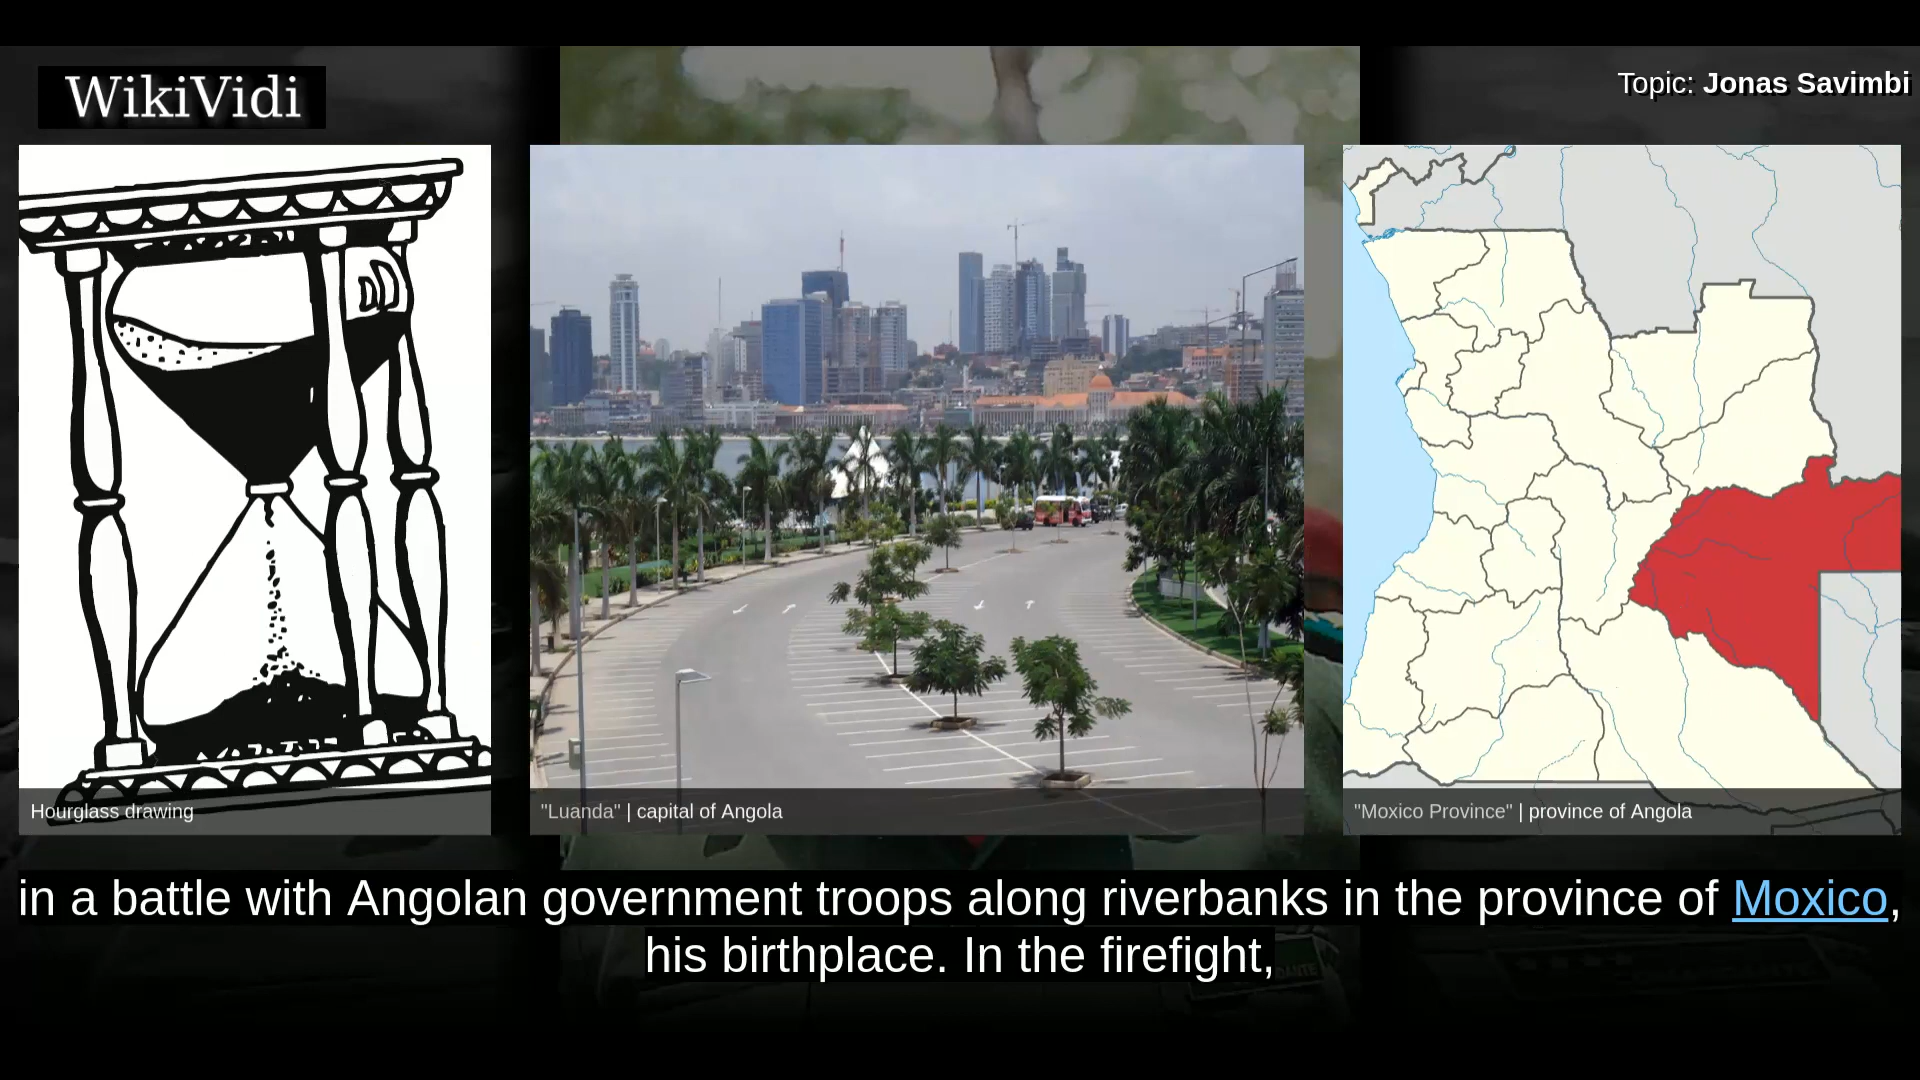 WikiVidi
Topic: Jonas Savimbi
Hourglass drawing
"Luanda" | capital of Angola
"Moxico Province" | province of Angola
in a battle with Angolan government troops along riverbanks in the province of Moxico,
his birthplace. In the firefight,